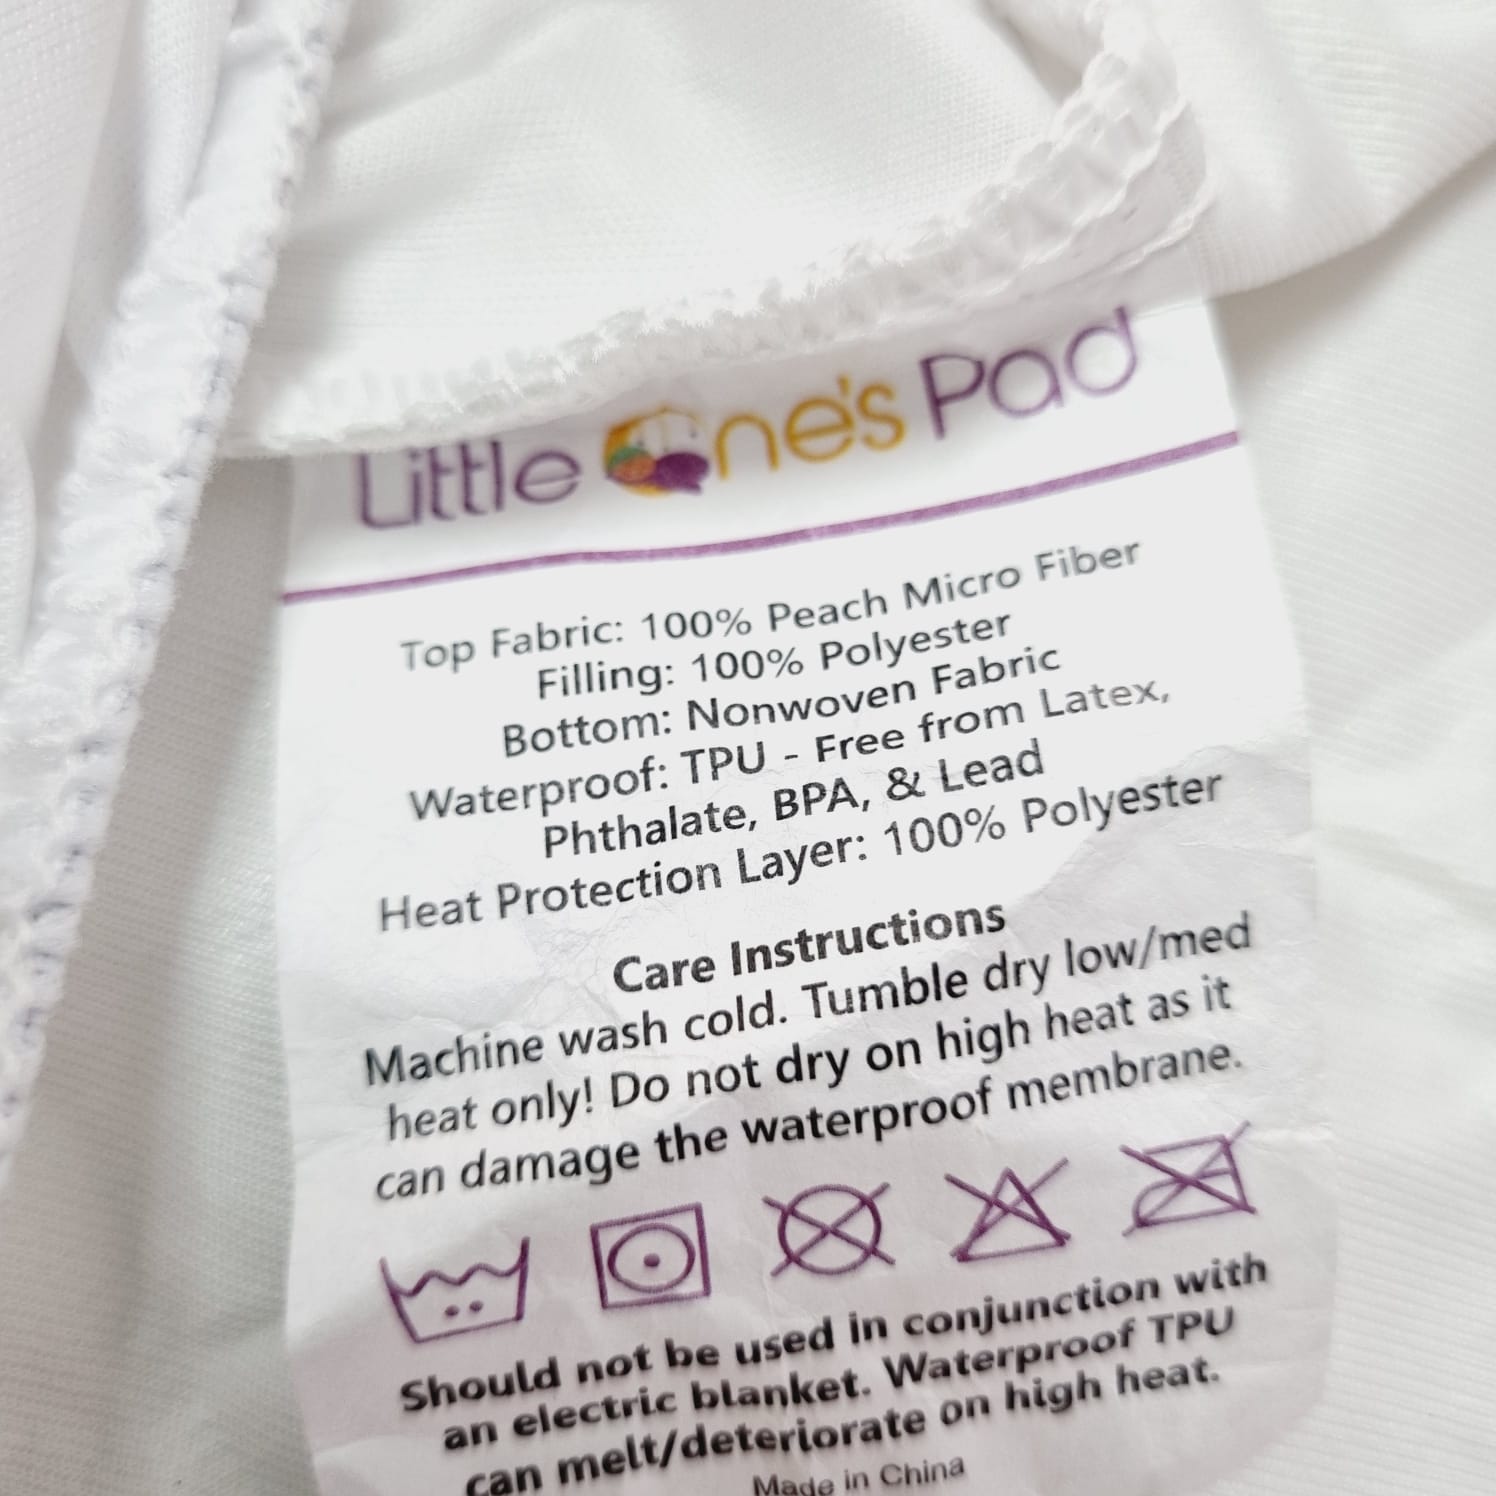 Little One's Pad
Top Fabric: 100% Peach Micro Fiber
Filling: 100% Polyester
Bottom: Nonwoven Fabric
Waterproof: TPU - Free from Latex,
Phthalate, BPA, & Lead
Heat Protection Layer: 100% Polyester
Care Instructions
Machine wash cold. Tumble dry low/med
heat only! Do not dry on high heat as it
can damage the waterproof membrane.
Should not be used in conjunction with
an electric blanket. Waterproof TPU
can melt/deteriorate on high heat.
Made in China